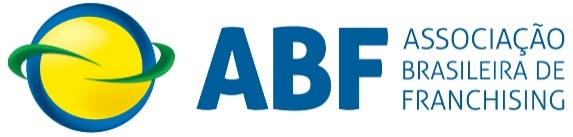 ABF
ASSOCIAÇÃO
BRASILEIRA DE
FRANCHISING